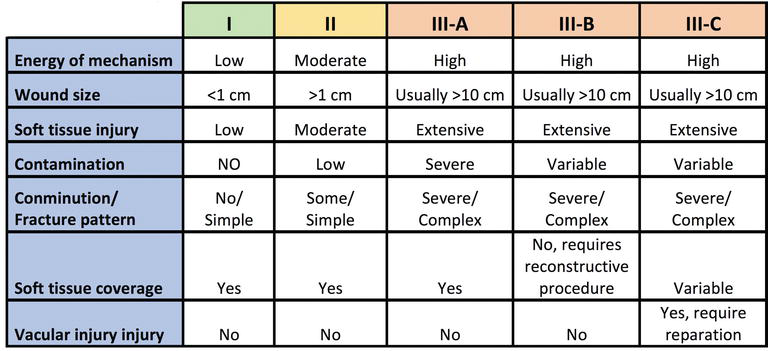 I II III-A III-B III-C
Energy of mechanism Low Moderate High High High
Wound size <1 cm >1 cm Usually >10 cm Usually >10 cm Usually >10 cm
Soft tissue injury Low Moderate Extensive Extensive Extensive
Contamination NO Low Severe Variable Variable
Conminution/ No/ Some/ Severe/ Severe/ Severe/
Fracture pattern Simple Simple Complex Complex Complex
No, requires
reconstructive
Soft tissue coverage Yes Yes Yes procedure Variable
Yes, require
Vacular injury injury No No No No reparation